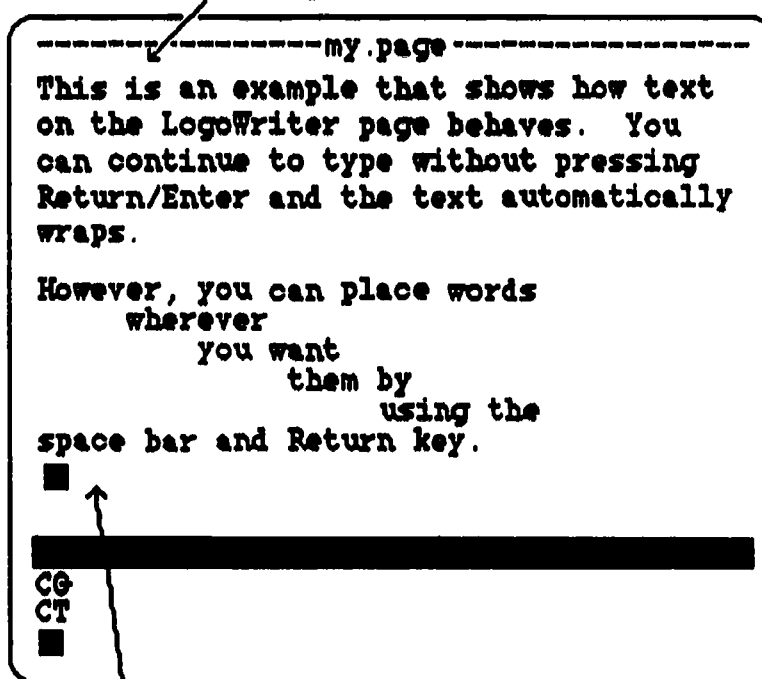 my.page
This is an example that shows how text
on the LogoWriter page behaves.  You
can continue to type without pressing
Return/Enter and the text automatically
wraps.
However, you can place words
wherever
you want
them by
using the
space bar and Return key.
CG
CT